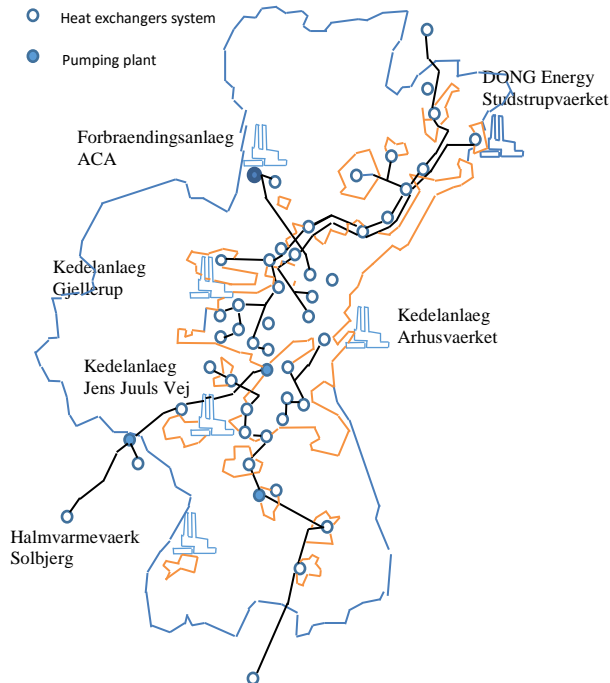 Heat exchangers system
Pumping plant
DONG Energy
Studstrupvaerket
Forbraendingsanlaeg
ACA
Kedelanlaeg
Gjellerup
Kedelanlaeg
Arhusvaerket
Kedelanlaeg
Jens Juuls Vej
Halmvarmevaerk
Solbjerg